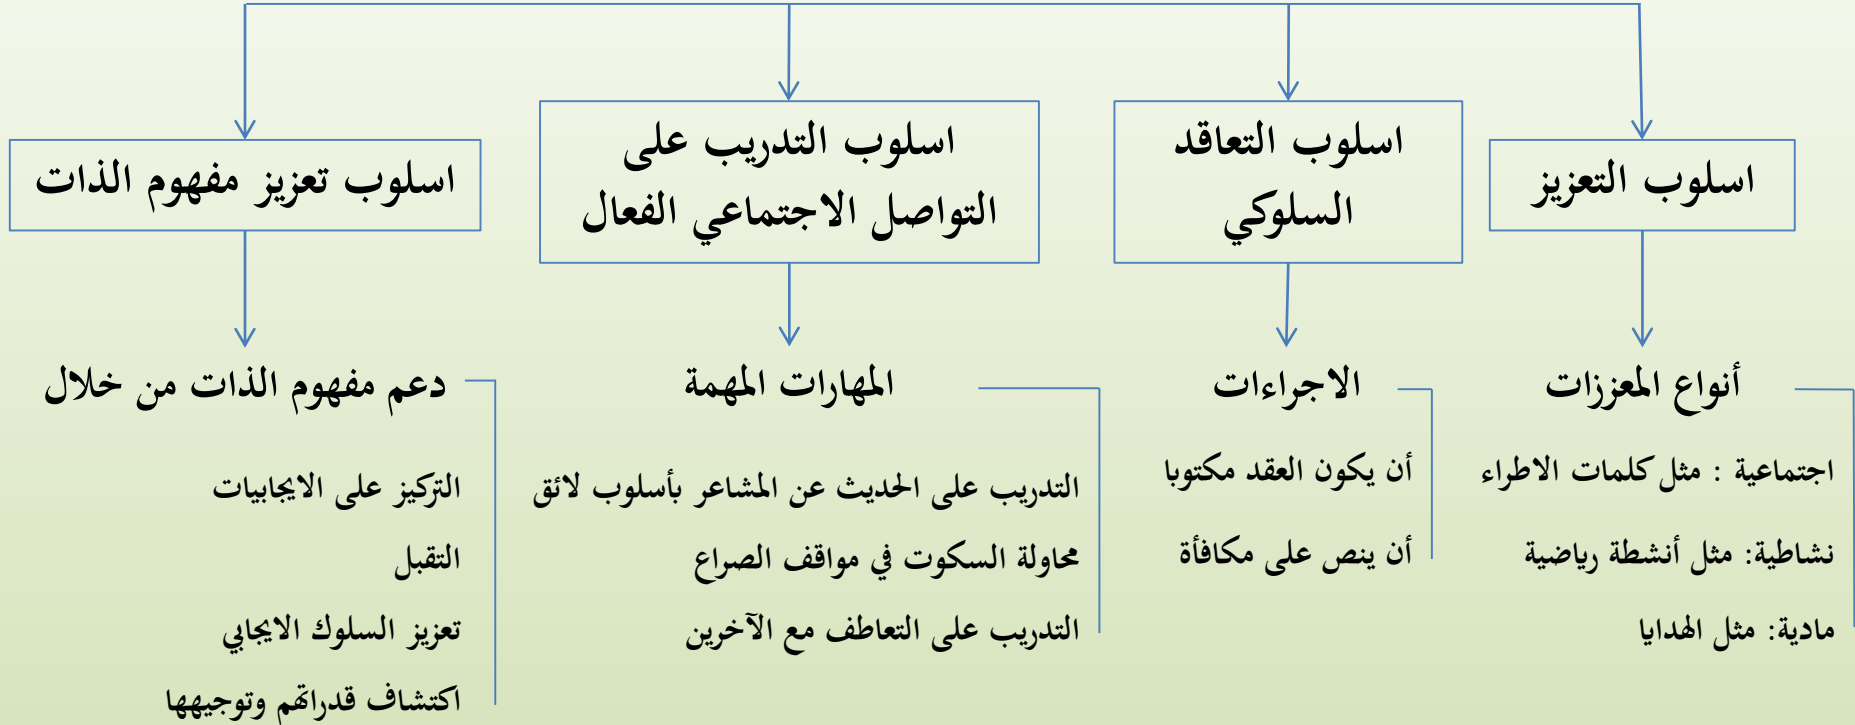 اسلوب التعزيز
أنواع المعززات
اجتماعية : مثل كلمات الاطراء
نشاطية: مثل أنشطة رياضية
مادية: مثل الهدايا
اسلوب التعاقد
السلوكي
الاجراءات
أن يكون العقد مكتوبا
أن ينص على مكافأة
اسلوب التدريب على
التواصل الاجتماعي الفعال
المهارات المهمة
التدريب على الحديث عن المشاعر بأسلوب لائق
محاولة السكوت في مواقف الصراع
التدريب على التعاطف مع الآخرين
اسلوب تعزيز مفهوم الذات
دعم مفهوم الذات من خلال
التركيز على الايجابيات
التقبل
تعزيز السلوك الايجابي
اكتشاف قدراتهم وتوجيهها